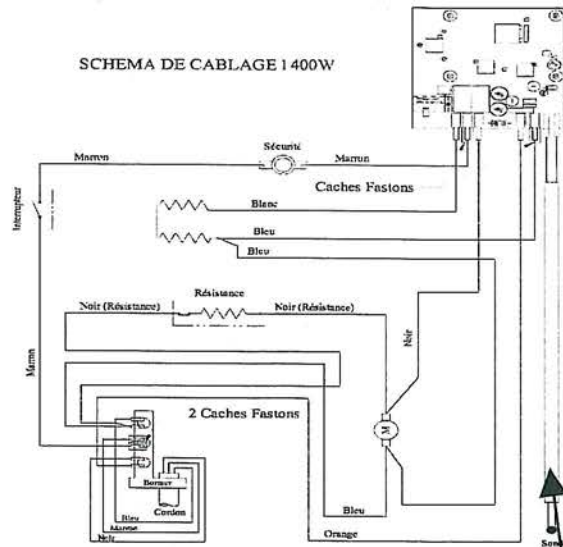 SCHEMA DE CABLAGE 1400W
Sécurité
Marron
Marron
Caches Fastons
Interrupteur
Blanc
Bleu
Bleu
Résistance
Noir (Résistance)
Noir (Résistance)
Noir
Marron
2 Caches Fastons
M
Bornier
Cordon
Bleu
Marron
Noir
Bleu
Orange